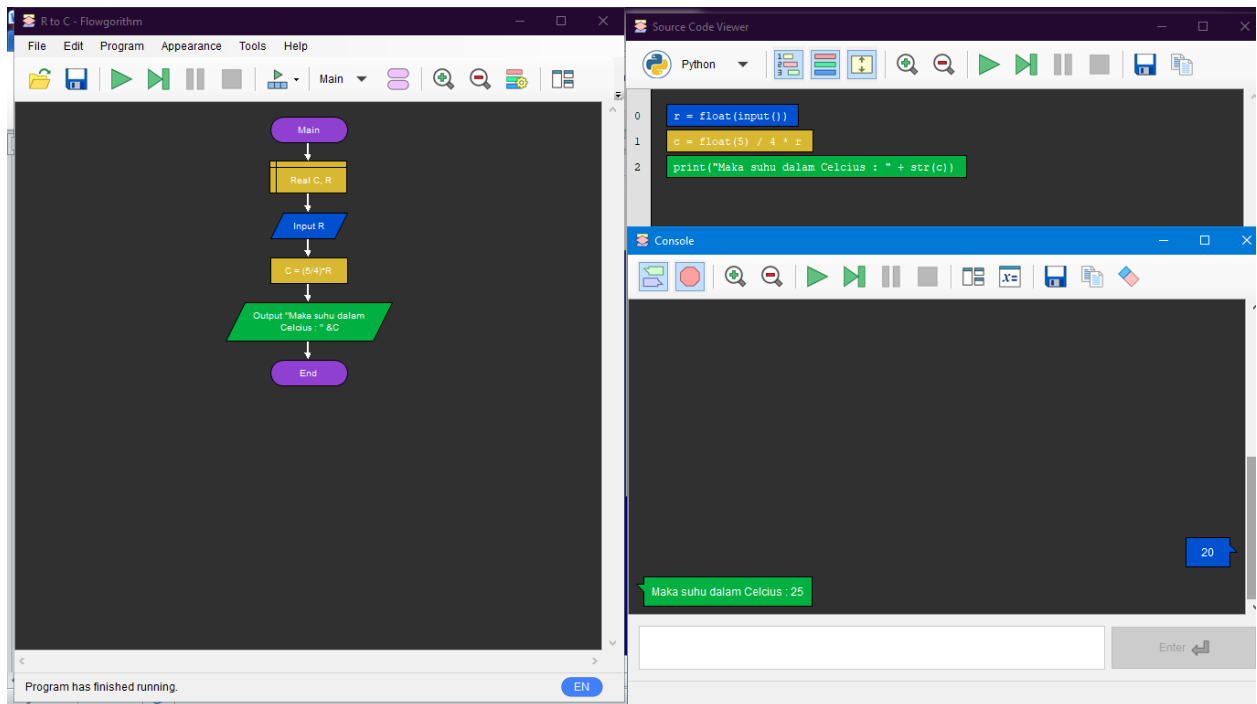 R to C - Flowgorithm
File Edit Program Appearance Tools Help
Main
Main
Real C, R
Input R
C = (5/4)*R
Output "Maka suhu dalam
Celcius : " &C
End
Program has finished running.
EN
Source Code Viewer
Python
0 r = float(input())
1 c = float(5) / 4 * r
2 print("Maka suhu dalam Celcius : " + str(c))
Console
x=
20
Maka suhu dalam Celcius : 25
Enter